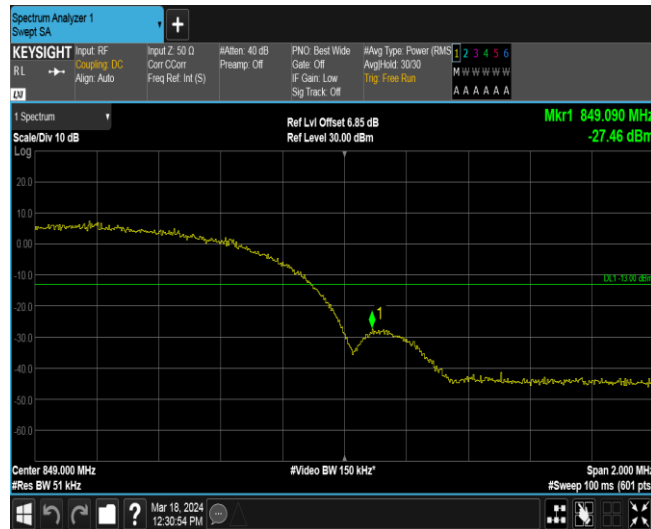 Spectrum Analyzer 1
Swept SA
+
KEYSIGHT
RL
LXI
Input: RF
Coupling: DC
Align: Auto
Input Z: 50 Ω
Corr CCorr
Freq Ref: Int (S)
#Atten: 40 dB
Preamp: Off
PNO: Best Wide
Gate: Off
IF Gain: Low
Sig Track: Off
#Avg Type: Power (RMS
Avg|Hold: 30/30
Trig: Free Run
1 2 3 4 5 6
M W W W W W
A A A A A A
1 Spectrum
Scale/Div 10 dB
Log
Ref Lvl Offset 6.85 dB
Ref Level 30.00 dBm
Mkr1 849.090 MHz
-27.46 dBm
20.0
10.0
0.00
-10.0
-20.0
-30.0
-40.0
-50.0
-60.0
DL1 -13.00 dBm
1
Center 849.000 MHz
#Res BW 51 kHz
#Video BW 150 kHz*
Span 2.000 MHz
#Sweep 100 ms (601 pts
?
Mar 18, 2024
12:30:54 PM